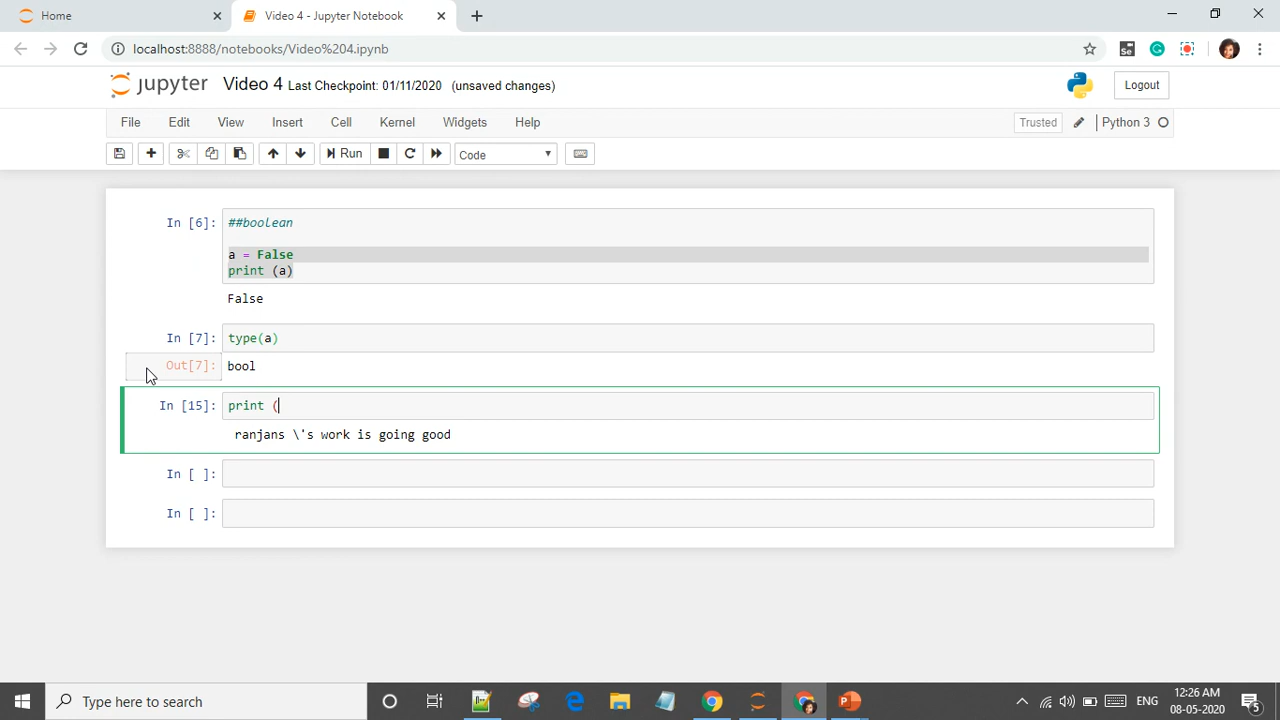 Home
Video 4 - Jupyter Notebook
localhost:8888/notebooks/Video%204.ipynb
Se
jupyter Video 4 Last Checkpoint: 01/11/2020 (unsaved changes)
Logout
File Edit View Insert Cell Kernel Widgets Help
Trusted Python 3
Run Code
In [6]: ##boolean
a = False
print (a)
False
In [7]: type(a)
Out[7]: bool
In [15]: print (
ranjans \'s work is going good
In [ ]:
In [ ]:
Type here to search
ENG
12:26 AM
08-05-2020
5